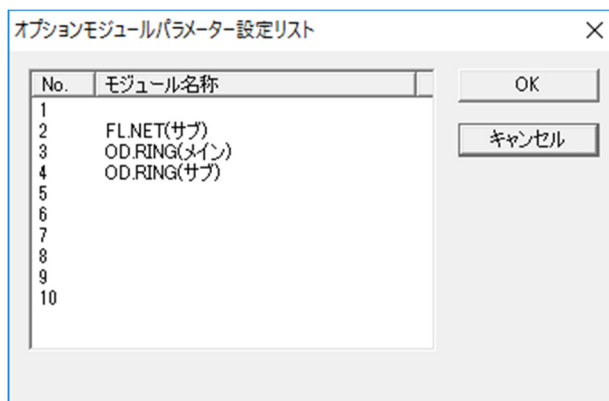 オプションモジュールパラメーター設定リスト
No. モジュール名称
OK
キャンセル
1
2 FL.NET(サブ)
3 OD.RING(メイン)
4 OD.RING(サブ)
5
6
7
8
9
10